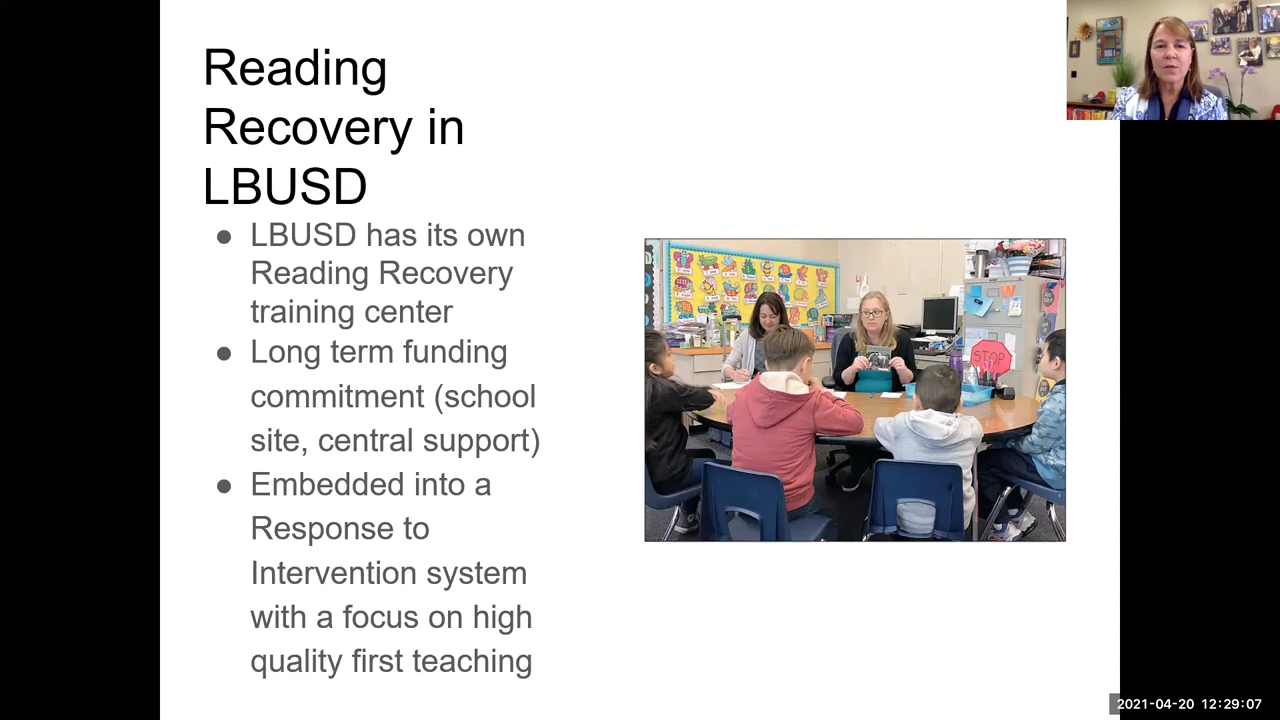 Reading
Recovery in
LBUSD
● LBUSD has its own
Reading Recovery
training center
● Long term funding
commitment (school
site, central support)
● Embedded into a
Response to
Intervention system
with a focus on high
quality first teaching
STOP
W
2021-04-20 12:29:07